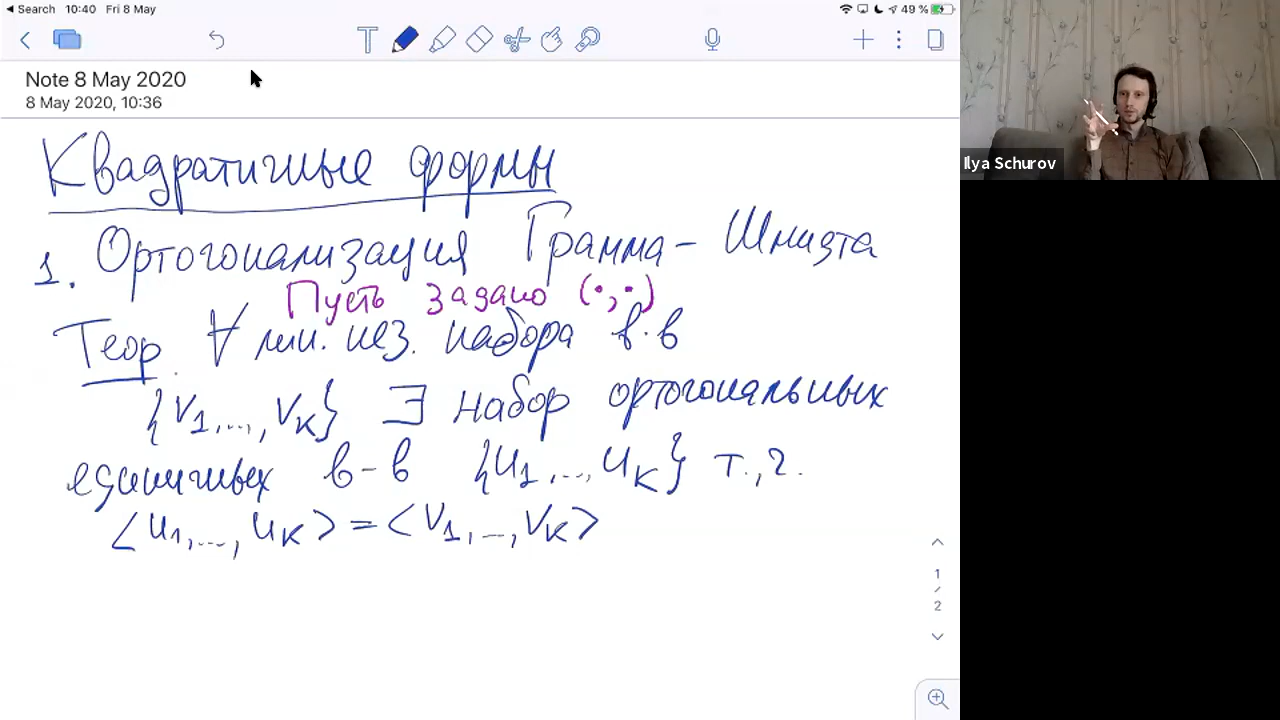 Search 10:40 Fri 8 May 49 %
Note 8 May 2020
8 May 2020, 10:36
Квадратичные формы
1. Ортогонализация Грамма - Шмидта
Пусть задано (·,·)
Теор. ∀ лин. нез. набора в-в
{v₁,...,vₖ} ∃ набор ортогональных
единичных в-в {u₁,...,uₖ} т.,ч.
<u₁,...,uₖ> = <v₁,...,vₖ>
1
/
2
Ilya Schurov